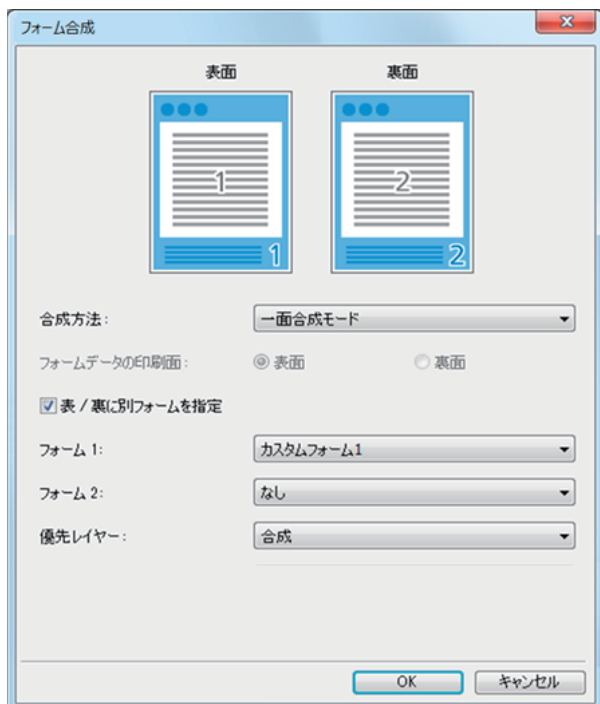 フォーム合成
表面 裏面
1 2
1 2
合成方法: 一面合成モード
フォームデータの印刷面: 表面 裏面
表 / 裏に別フォームを指定
フォーム 1: カスタムフォーム1
フォーム 2: なし
優先レイヤー: 合成
OK キャンセル